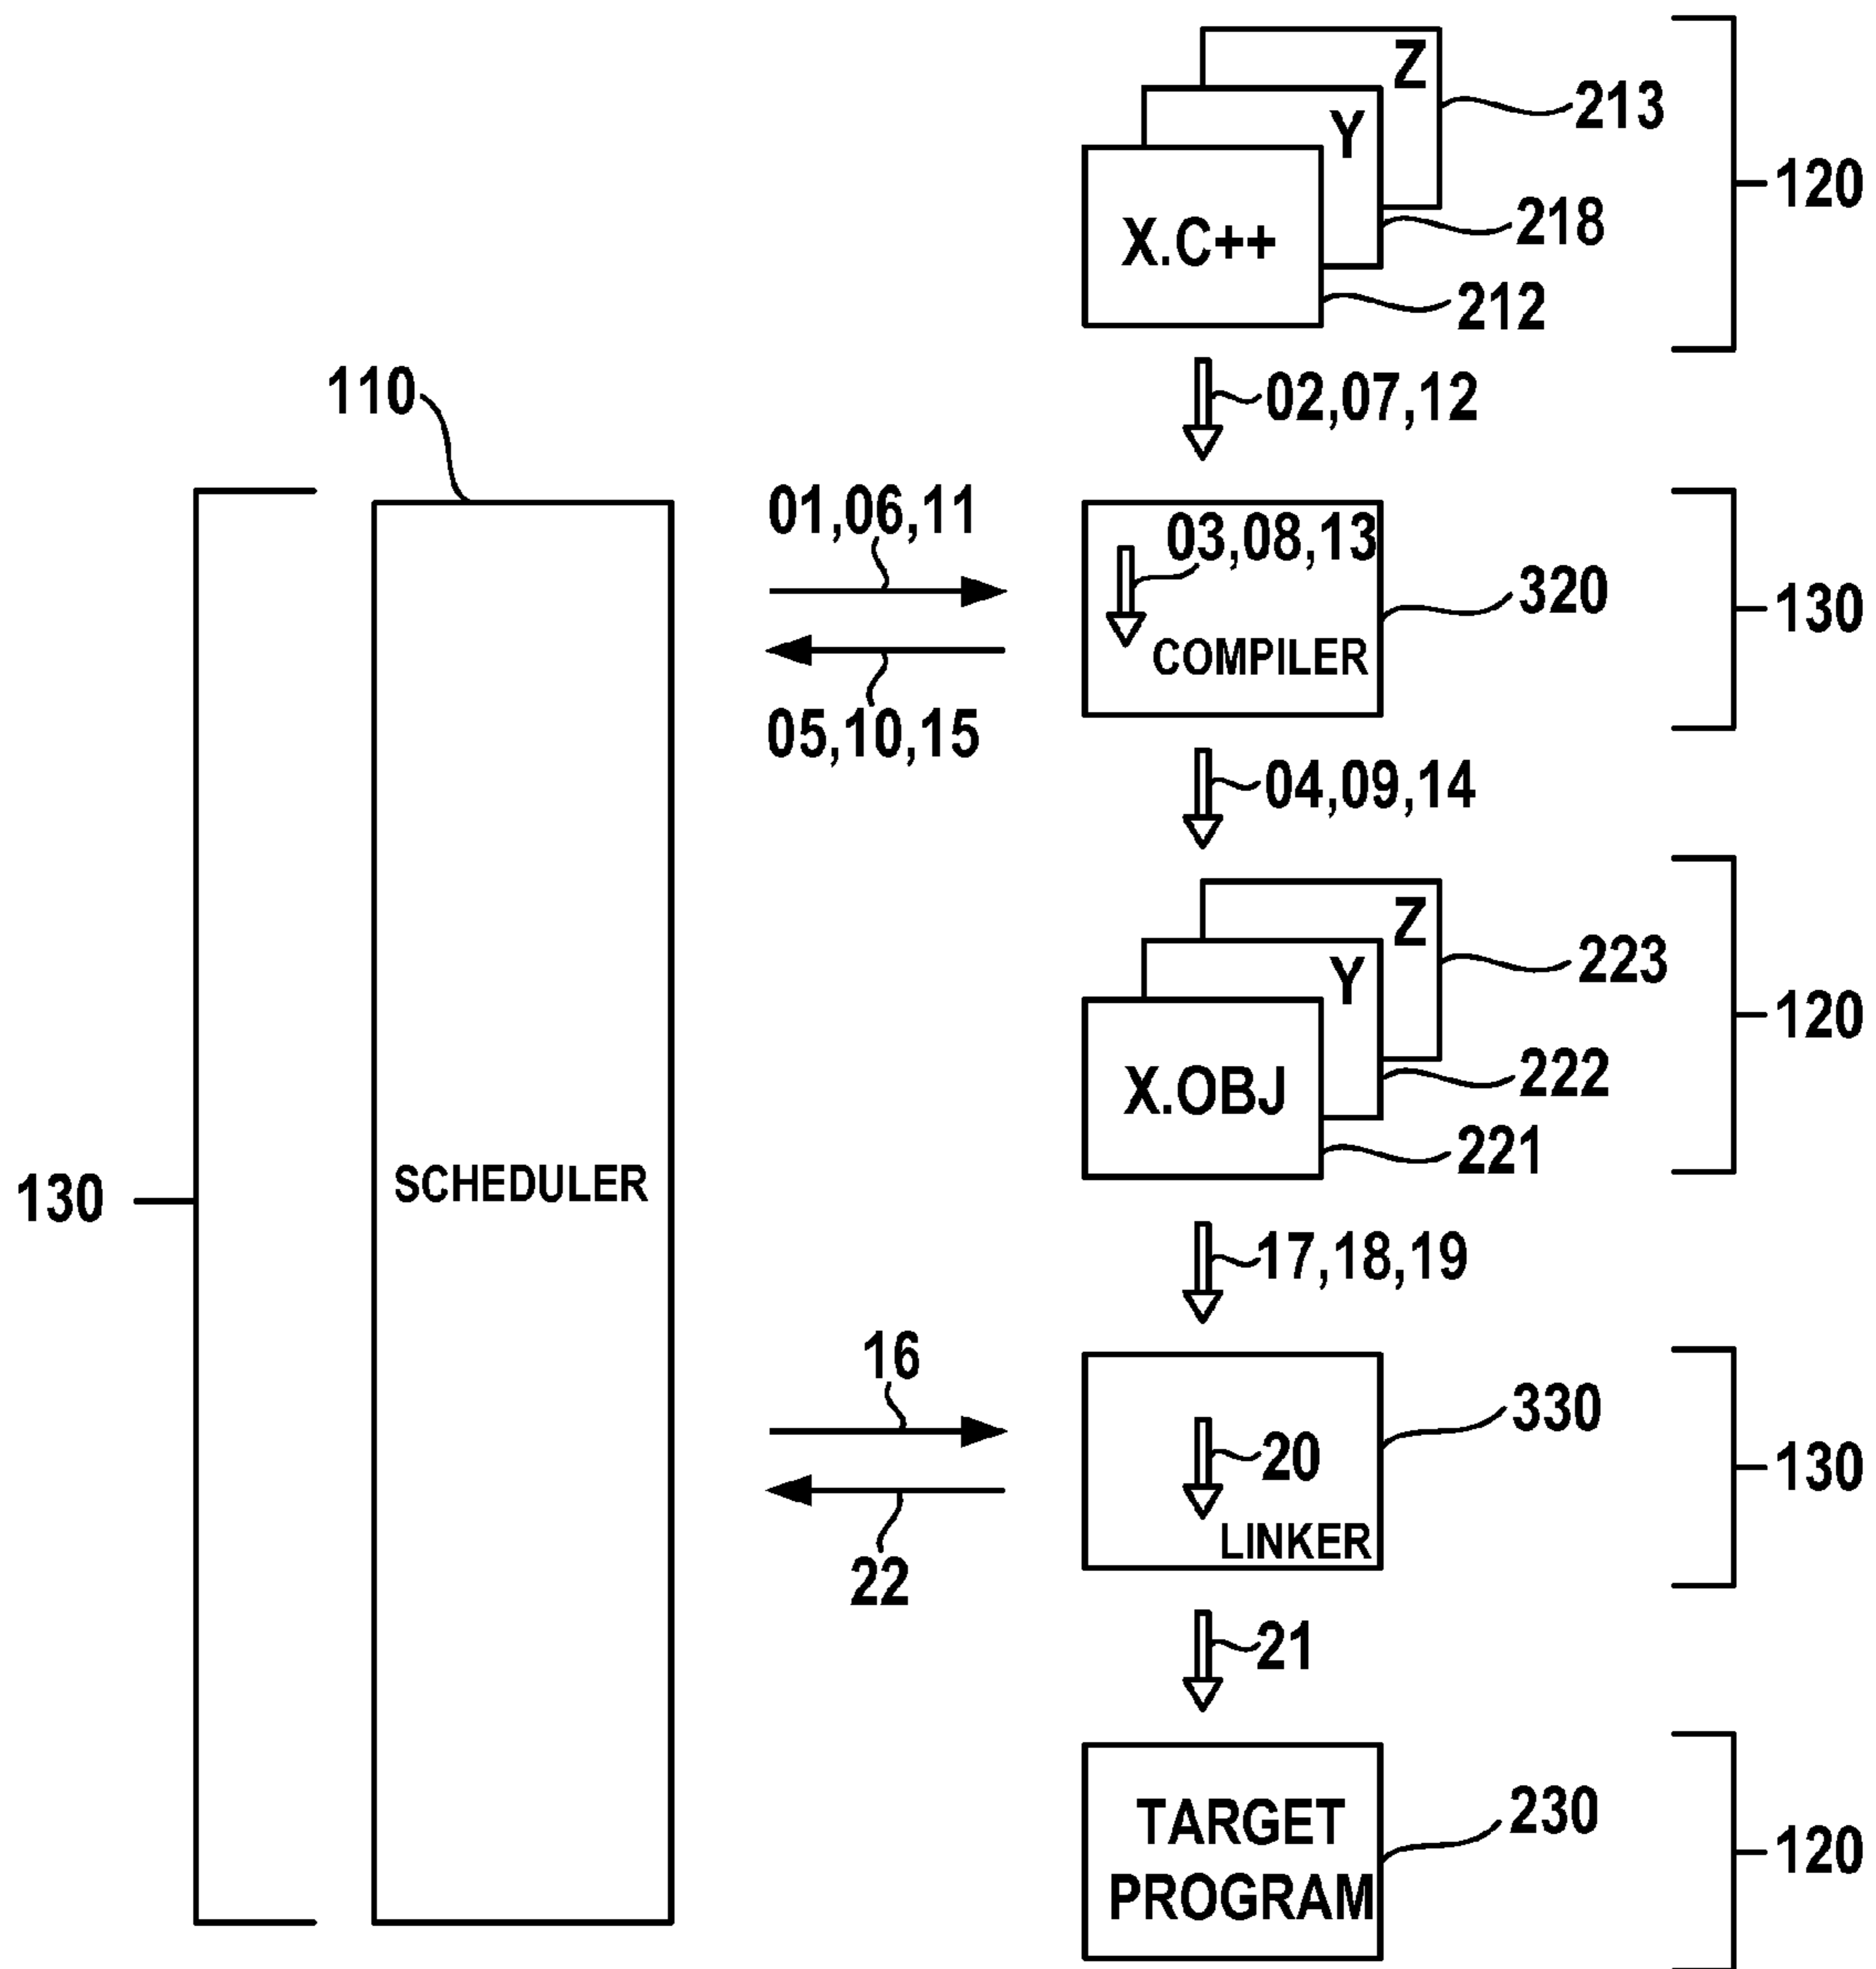 Z
213
Y
120
218
X.C++
212
110
02,07,12
01,06,11
03,08,13
320
130
COMPILER
05,10,15
04,09,14
Z
223
Y
120
222
X.OBJ
221
130
SCHEDULER
17,18,19
16
330
20
130
LINKER
22
21
TARGET
PROGRAM
230
120